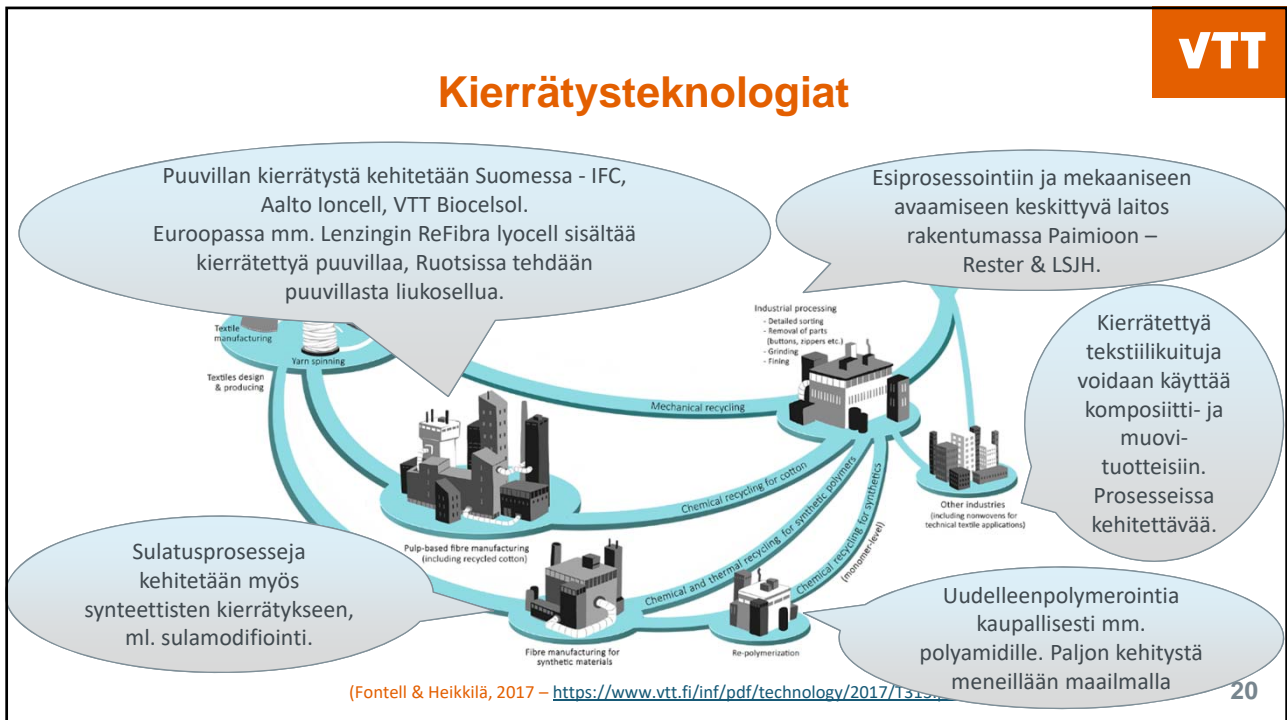 VTT
Kierrätysteknologiat
Puuvillan kierrätystä kehitetään Suomessa - IFC,
Aalto Ioncell, VTT Biocelsol.
Euroopassa mm. Lenzingin ReFibra lyocell sisältää
kierrätettyä puuvillaa, Ruotsissa tehdään
puuvillasta liukosellua.
Esiprosessointiin ja mekaaniseen
avaamiseen keskittyvä laitos
rakentumassa Paimioon –
Rester & LSJH.
Textile
manufacturing
Yarn spinning
Textiles design
& producing
Industrial processing
- Detailed sorting
- Removal of parts
(buttons, zippers etc.)
- Grinding
- Fining
Mechanical recycling
Kierrätettyä
tekstiilikuituja
voidaan käyttää
komposiitti- ja
muovi-
tuotteisiin.
Prosesseissa
kehitettävää.
Chemical recycling for cotton
Chemical and thermal recycling for synthetic polymers
Chemical recycling for synthetics
(monomer-level)
Other industries
(including nonwovens for
technical textile applications)
Pulp-based fibre manufacturing
(including recycled cotton)
Sulatusprosesseja
kehitetään myös
synteettisten kierrätykseen,
ml. sulamodifiointi.
Fibre manufacturing for
synthetic materials
Re-polymerization
Uudelleenpolymerointia
kaupallisesti mm.
polyamidille. Paljon kehitystä
meneillään maailmalla
(Fontell & Heikkilä, 2017 – https://www.vtt.fi/inf/pdf/technology/2017/
20